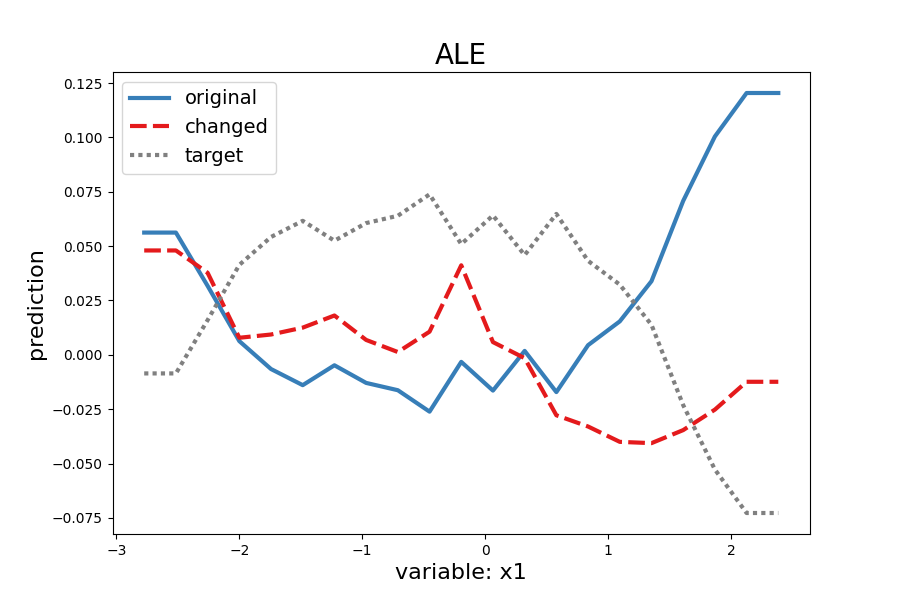 ALE
0.125
0.100
0.075
0.050
0.025
0.000
−0.025
−0.050
−0.075
prediction
original
changed
target
−3 −2 −1 0 1 2
variable: x1